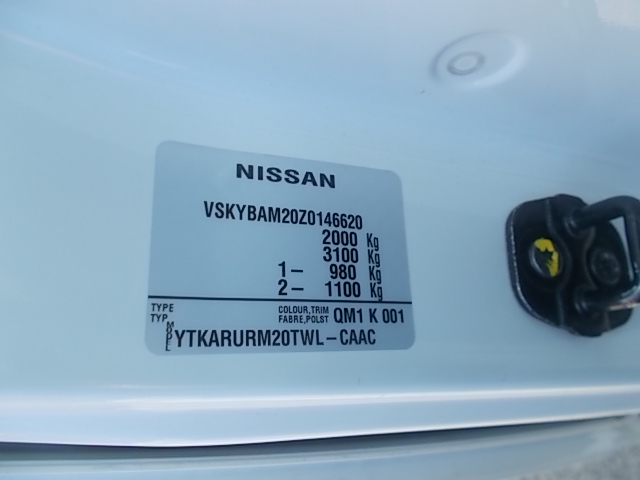 NISSAN
VSKYBAM20Z0146620
2000 Kg
3100 Kg
1– 980 Kg
2– 1100 Kg
TYPE COLOUR,TRIM QM1 K 001
TYP FABRE,POLST
MODEL YTKARURM20TWL–CAAC